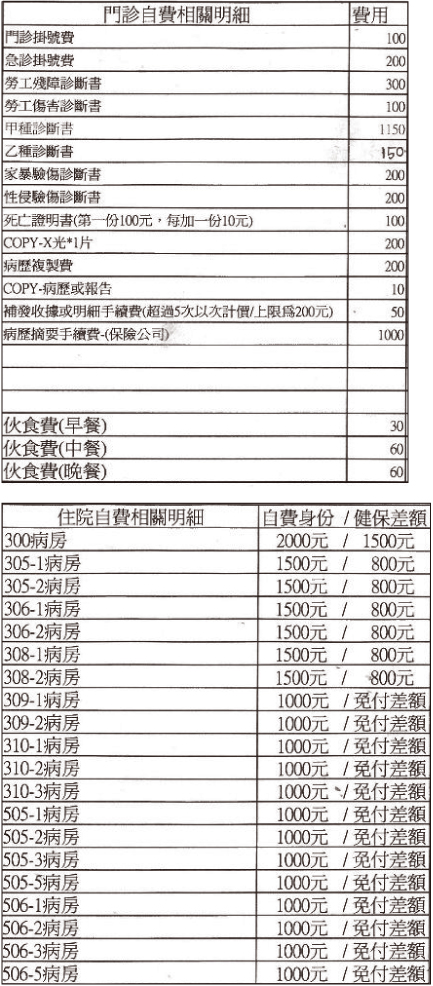 門診自費相關明細 費用
門診掛號費 100
急診掛號費 200
勞工殘障診斷書 300
勞工傷害診斷書 100
甲種診斷書 1150
乙種診斷書 150
家暴驗傷診斷書 200
性侵驗傷診斷書 200
死亡證明書(第一份100元，每加一份10元) 100
COPY-X光*1片 200
病歷複製費 200
COPY-病歷或報告 10
補發收據或明細手續費(超過5次以次計價/上限爲200元) 50
病歷摘要手續費-(保險公司) 1000
伙食費(早餐) 30
伙食費(中餐) 60
伙食費(晚餐) 60
住院自費相關明細 自費身份 / 健保差額
300病房 2000元 / 1500元
305-1病房 1500元 / 800元
305-2病房 1500元 / 800元
306-1病房 1500元 / 800元
306-2病房 1500元 / 800元
308-1病房 1500元 / 800元
308-2病房 1500元 / 800元
309-1病房 1000元 / 免付差額
309-2病房 1000元 / 免付差額
310-1病房 1000元 / 免付差額
310-2病房 1000元 / 免付差額
310-3病房 1000元 / 免付差額
505-1病房 1000元 / 免付差額
505-2病房 1000元 / 免付差額
505-3病房 1000元 / 免付差額
505-5病房 1000元 / 免付差額
506-1病房 1000元 / 免付差額
506-2病房 1000元 / 免付差額
506-3病房 1000元 / 免付差額
506-5病房 1000元 / 免付差額